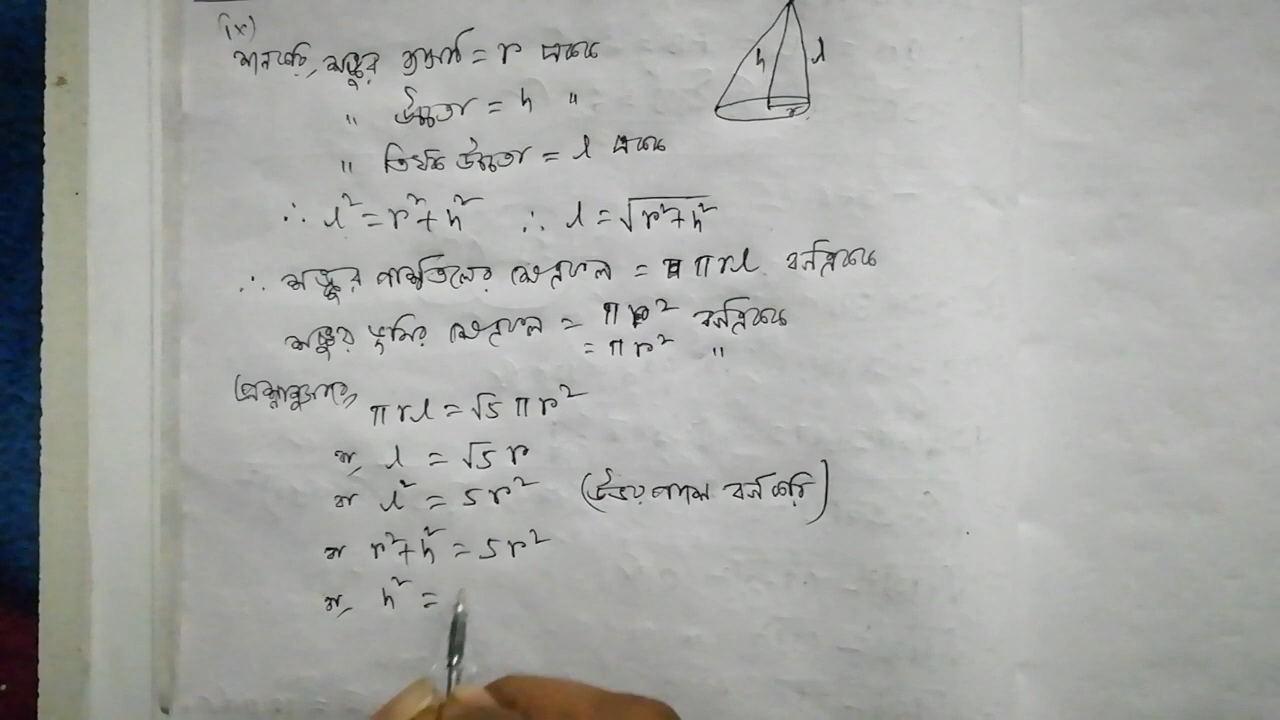 (ix)
মনেকরি, শঙ্কুর ব্যাসার্ধ = r একক
" উচ্চতা = h "
" তির্যক উচ্চতা = l একক
h l r
∴ l² = r² + h² ∴ l = √r²+h²
∴ শঙ্কুর পার্শ্বতলের ক্ষেত্রফল = πrl বর্গএকক
শঙ্কুর ভূমির ক্ষেত্রফল = πr² বর্গএকক
= πr² "
প্রশ্নানুসারে, πrl = √5 πr²
বা, l = √5 r
বা l² = 5r² (উভয়পক্ষে বর্গ করি)
বা r²+h² = 5r²
বা, h² =